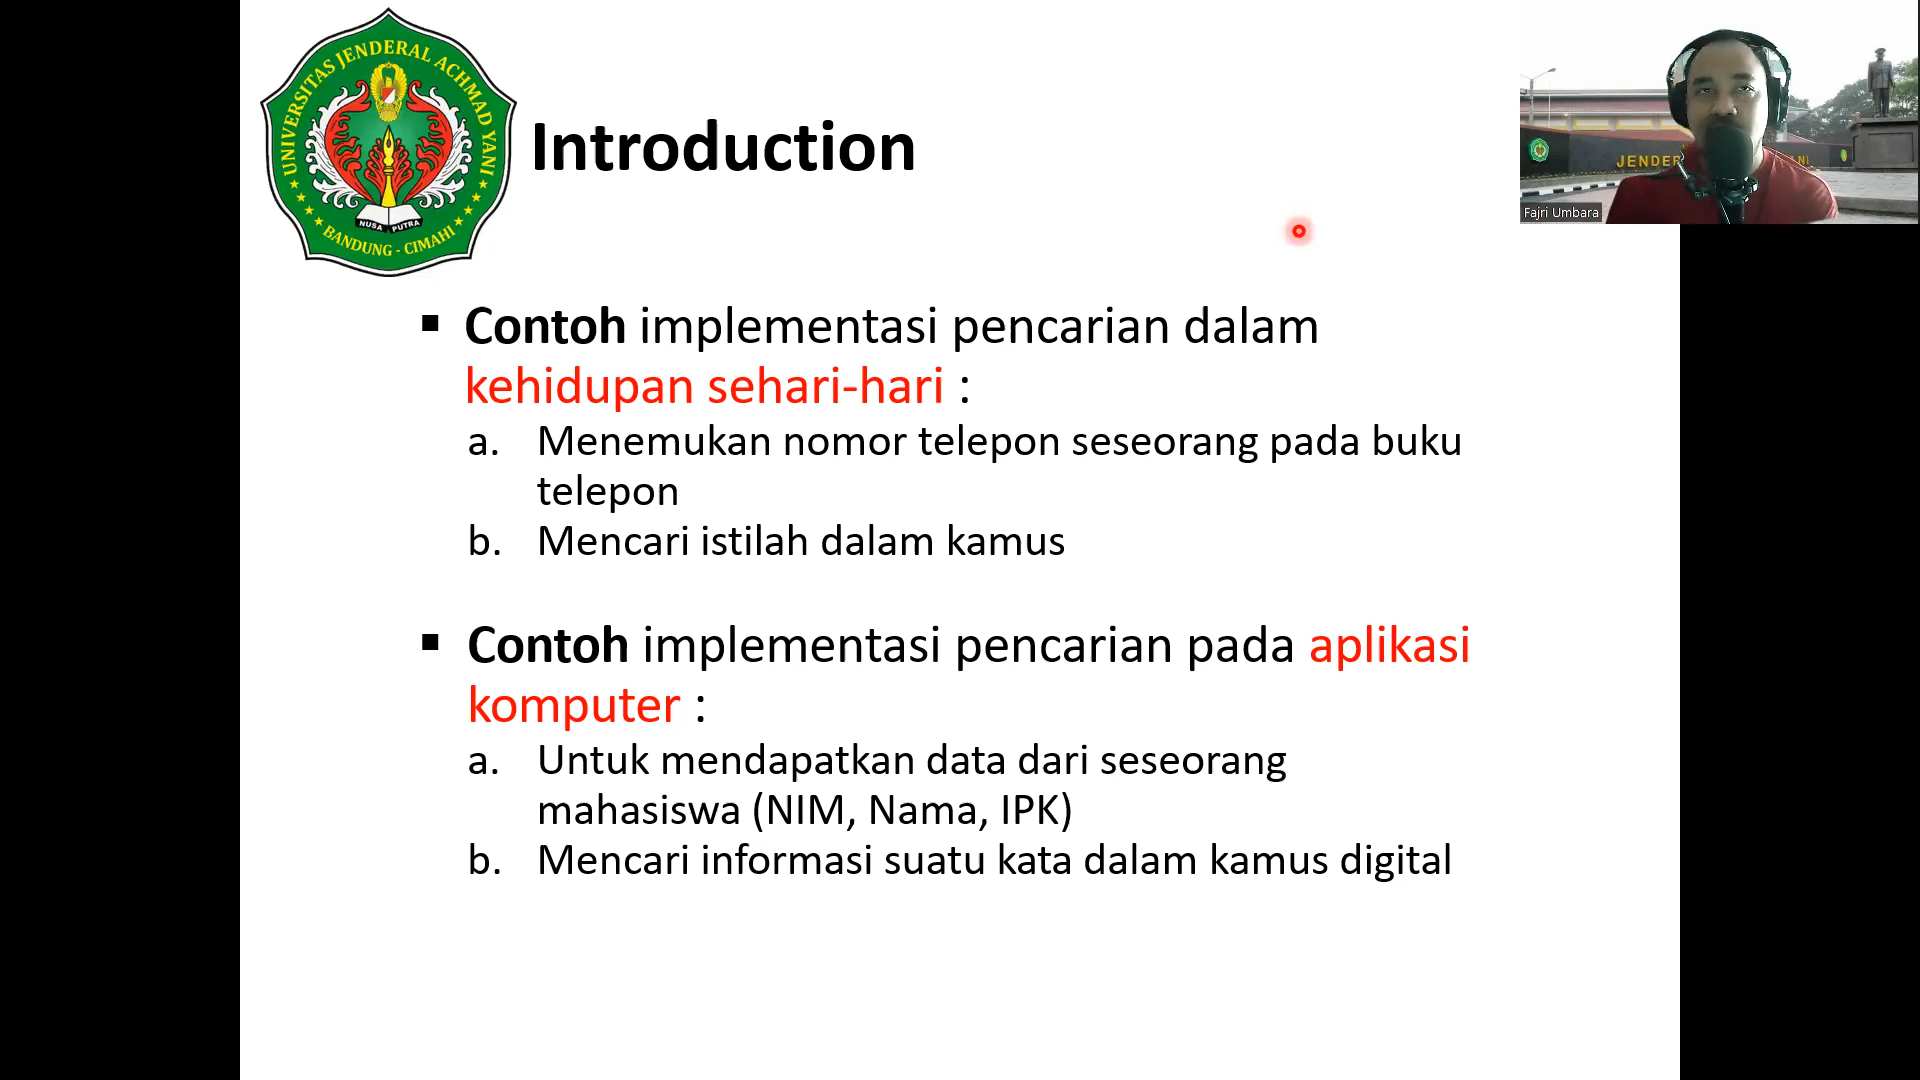 UNIVERSITAS JENDERAL ACHMAD YANI
NUSA PUTRA
BANDUNG - CIMAHI
Introduction
JENDER
ANI
Fajri Umbara
▪ Contoh implementasi pencarian dalam
kehidupan sehari-hari :
a. Menemukan nomor telepon seseorang pada buku
telepon
b. Mencari istilah dalam kamus
▪ Contoh implementasi pencarian pada aplikasi
komputer :
a. Untuk mendapatkan data dari seseorang
mahasiswa (NIM, Nama, IPK)
b. Mencari informasi suatu kata dalam kamus digital